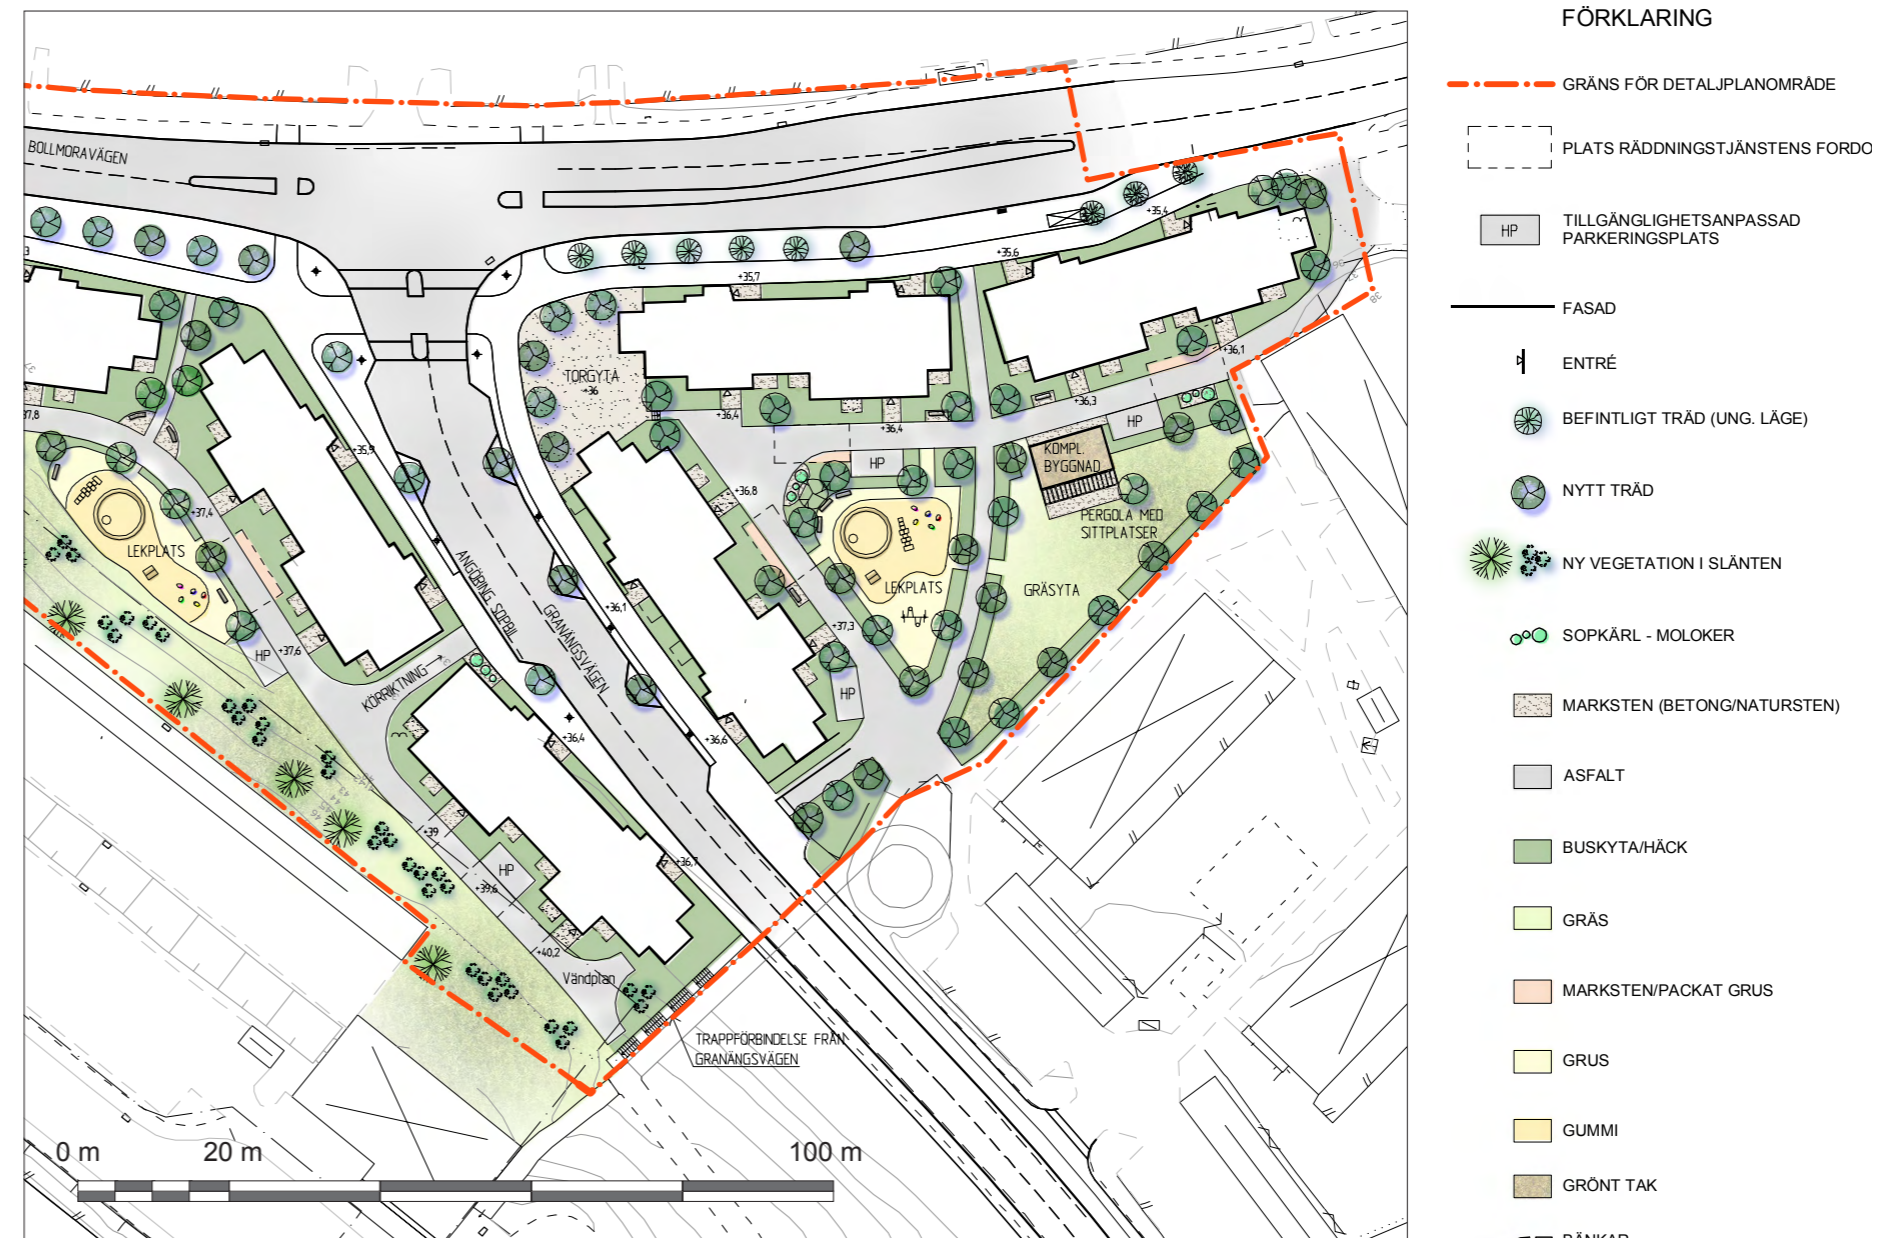 FÖRKLARING
GRÄNS FÖR DETALJPLANOMRÅDE
PLATS RÄDDNINGSTJÄNSTENS FORDO
HP
TILLGÄNGLIGHETSANPASSAD
PARKERINGSPLATS
FASAD
ENTRÉ
BEFINTLIGT TRÄD (UNG. LÄGE)
NYTT TRÄD
NY VEGETATION I SLÄNTEN
SOPKÄRL - MOLOKER
MARKSTEN (BETONG/NATURSTEN)
ASFALT
BUSKYTA/HÄCK
GRÄS
MARKSTEN/PACKAT GRUS
GRUS
GUMMI
GRÖNT TAK
BÄNKAR
BOLLMORAVÄGEN
+35,4
+35,6
+35,7
36
37
38
TORGYTA
+36
+36,1
+36,3
+36,4
+36,4
HP
HP
KOMPL.
BYGGNAD
PERGOLA MED
SITTPLATSER
+36,8
+35,9
37,8
+37,4
LEKPLATS
LEKPLATS
GRÄSYTA
ANGÖRING SOPBIL
GRANÄNGSVÄGEN
+36,1
+37,3
HP
HP
+37,6
KÖRRIKTNING
+36,4
+36,6
+39
HP
+39,6
+36,7
+40,2
Vändplan
TRAPPFÖRBINDELSE FRÅN
GRANÄNGSVÄGEN
0 m
20 m
100 m